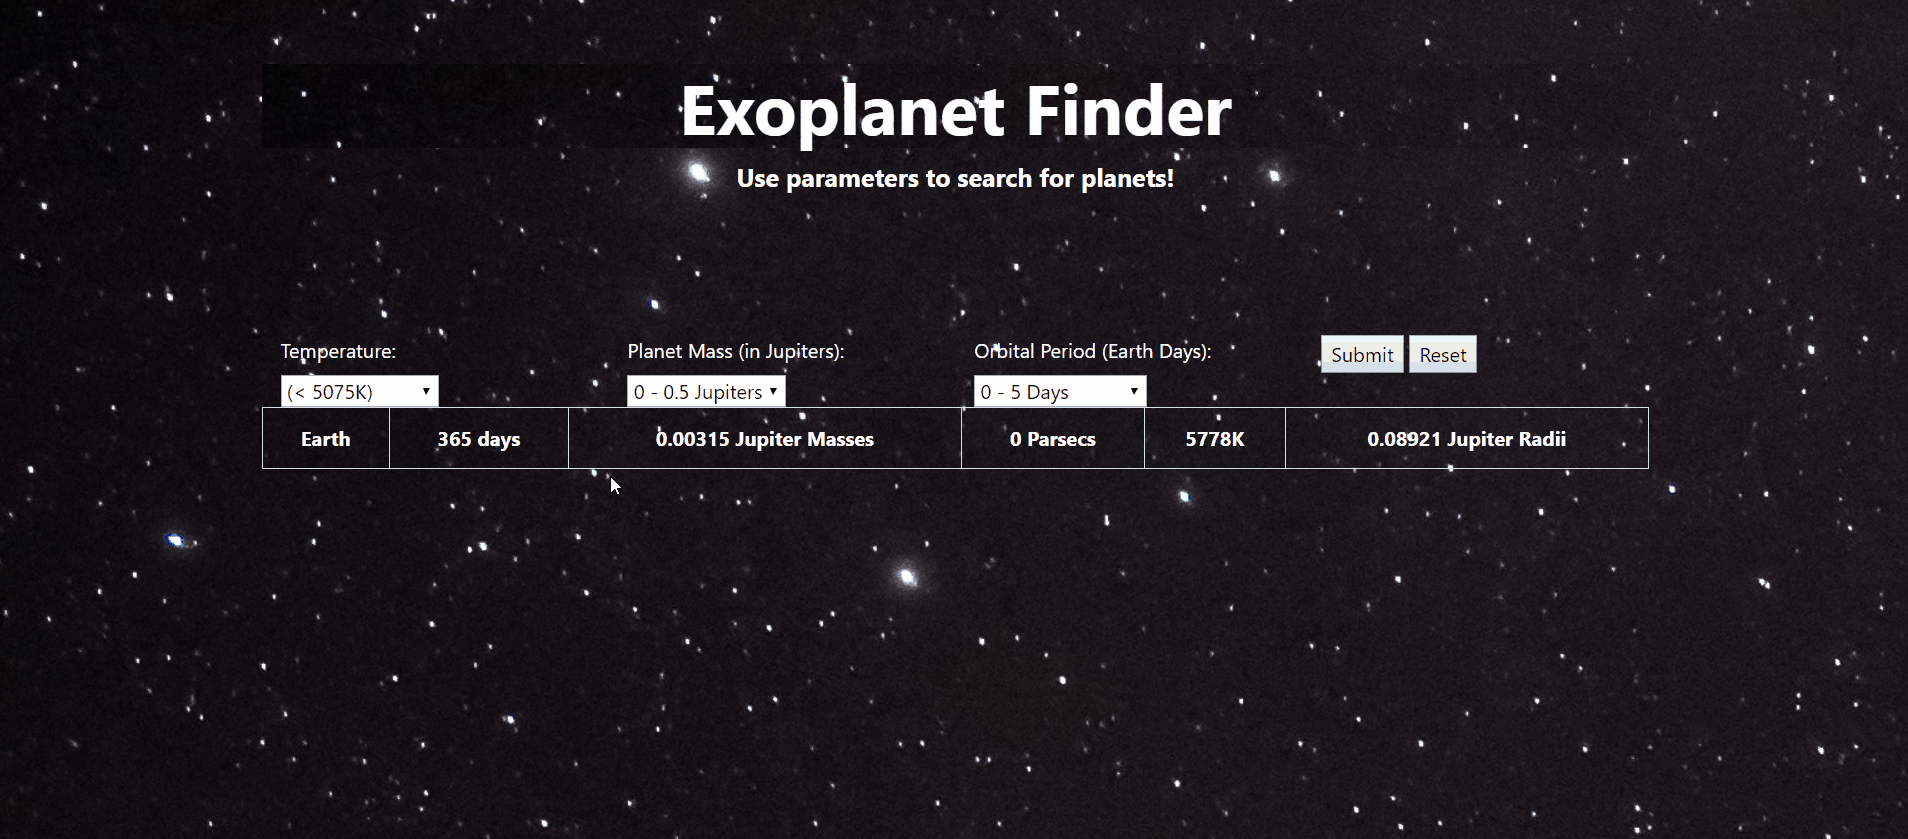 Exoplanet Finder
Use parameters to search for planets!
Temperature: Planet Mass (in Jupiters): Orbital Period (Earth Days): Submit Reset
(< 5075K) 0 - 0.5 Jupiters 0 - 5 Days
Earth 365 days 0.00315 Jupiter Masses 0 Parsecs 5778K 0.08921 Jupiter Radii